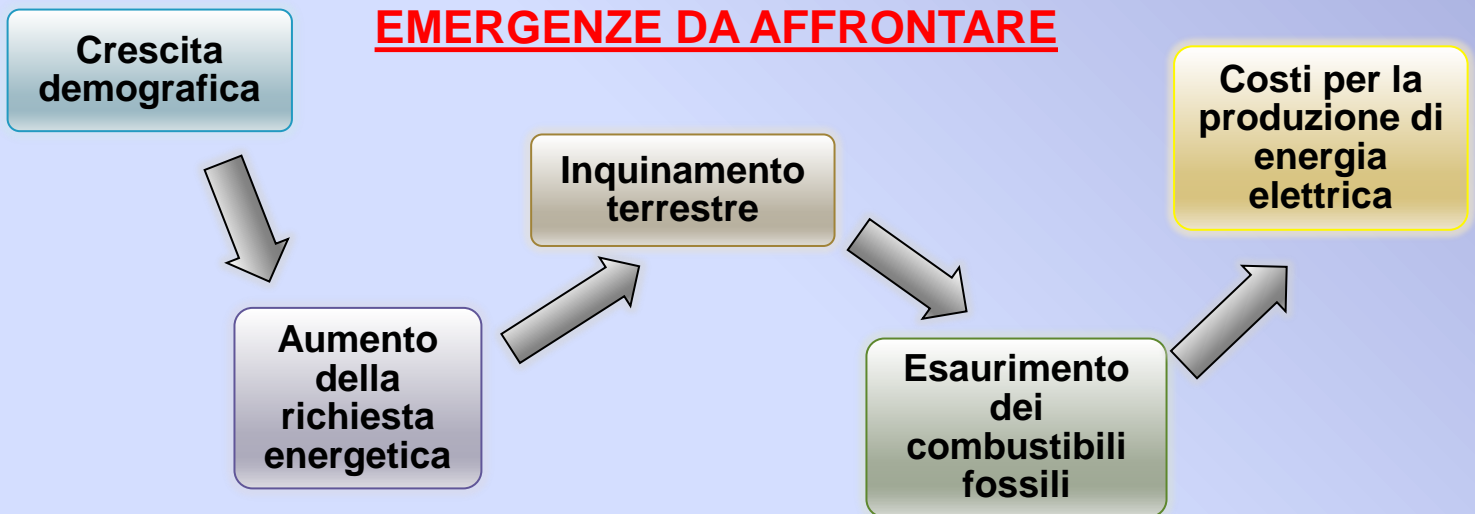 EMERGENZE DA AFFRONTARE
Crescita
demografica
Aumento
della
richiesta
energetica
Inquinamento
terrestre
Esaurimento
dei
combustibili
fossili
Costi per la
produzione di
energia
elettrica